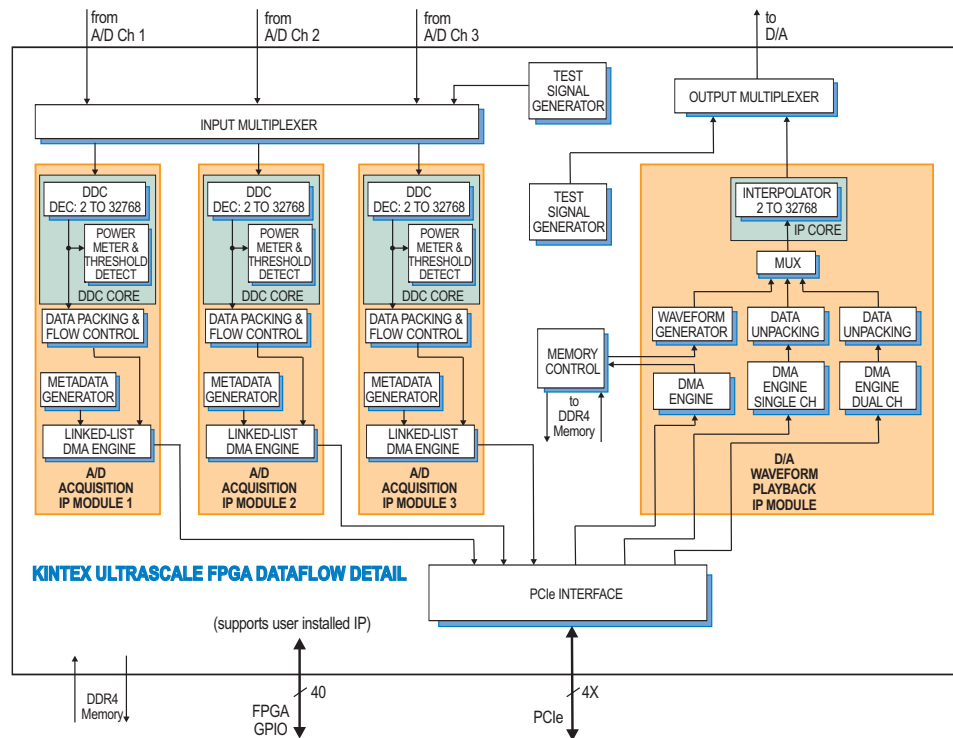 from
A/D Ch 1
from
A/D Ch 2
from
A/D Ch 3
to
D/A
TEST
SIGNAL
GENERATOR
OUTPUT MULTIPLEXER
INPUT MULTIPLEXER
DDC
DEC: 2 TO 32768
POWER
METER &
THRESHOLD
DETECT
DDC CORE
DATA PACKING &
FLOW CONTROL
METADATA
GENERATOR
LINKED-LIST
DMA ENGINE
A/D
ACQUISITION
IP MODULE 1
DDC
DEC: 2 TO 32768
POWER
METER &
THRESHOLD
DETECT
DDC CORE
DATA PACKING &
FLOW CONTROL
METADATA
GENERATOR
LINKED-LIST
DMA ENGINE
A/D
ACQUISITION
IP MODULE 2
DDC
DEC: 2 TO 32768
POWER
METER &
THRESHOLD
DETECT
DDC CORE
DATA PACKING &
FLOW CONTROL
METADATA
GENERATOR
LINKED-LIST
DMA ENGINE
A/D
ACQUISITION
IP MODULE 3
TEST
SIGNAL
GENERATOR
INTERPOLATOR
2 TO 32768
IP CORE
MUX
WAVEFORM
GENERATOR
DATA
UNPACKING
DATA
UNPACKING
MEMORY
CONTROL
to
DDR4
Memory
DMA
ENGINE
DMA
ENGINE
SINGLE CH
DMA
ENGINE
DUAL CH
D/A
WAVEFORM
PLAYBACK
IP MODULE
KINTEX ULTRASCALE FPGA DATAFLOW DETAIL
PCIe INTERFACE
(supports user installed IP)
DDR4
Memory
40
FPGA
GPIO
4X
PCIe